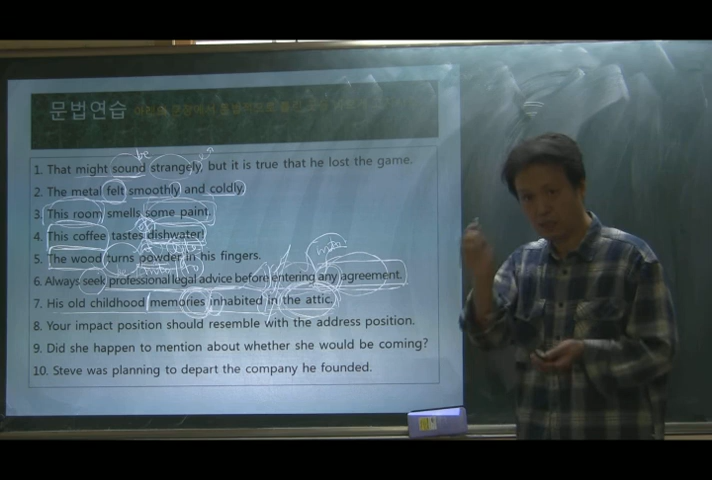 문법연습
1. That might sound strangely, but it is true that he lost the game.
2. The metal felt smoothly and coldly.
3. This room smells some paint.
4. This coffee tastes dishwater!
5. The wood turns powder in his fingers.
6. Always seek professional legal advice before entering any agreement.
7. His old childhood memories inhabited in the attic.
8. Your impact position should resemble with the address position.
9. Did she happen to mention about whether she would be coming?
10. Steve was planning to depart the company he founded.